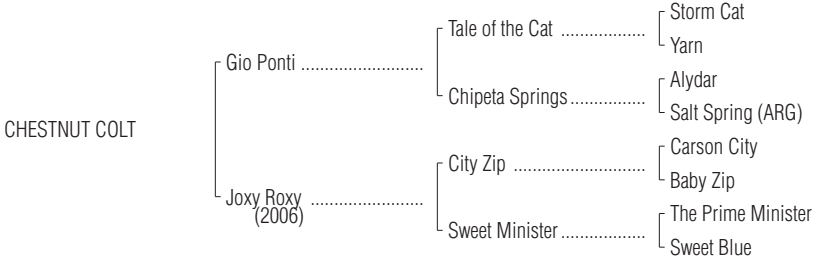 Storm Cat
Tale of the Cat ..................
Yarn
Gio Ponti ..........................
Alydar
Chipeta Springs ................
Salt Spring (ARG)
CHESTNUT COLT
Carson City
City Zip ............................
Baby Zip
Joxy Roxy ........................
(2006)
The Prime Minister
Sweet Minister ..................
Sweet Blue